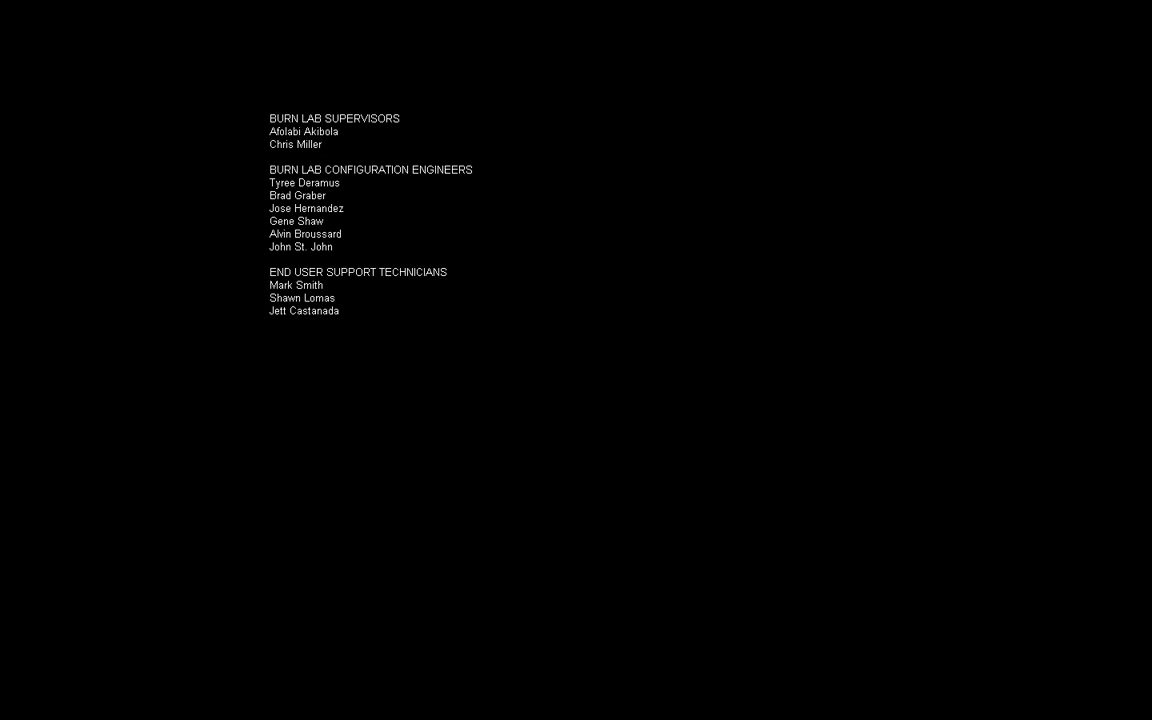 BURN LAB SUPERVISORS
Afolabi Akibola
Chris Miller
BURN LAB CONFIGURATION ENGINEERS
Tyree Deramus
Brad Graber
Jose Hernandez
Gene Shaw
Alvin Broussard
John St. John
END USER SUPPORT TECHNICIANS
Mark Smith
Shawn Lomas
Jett Castanada